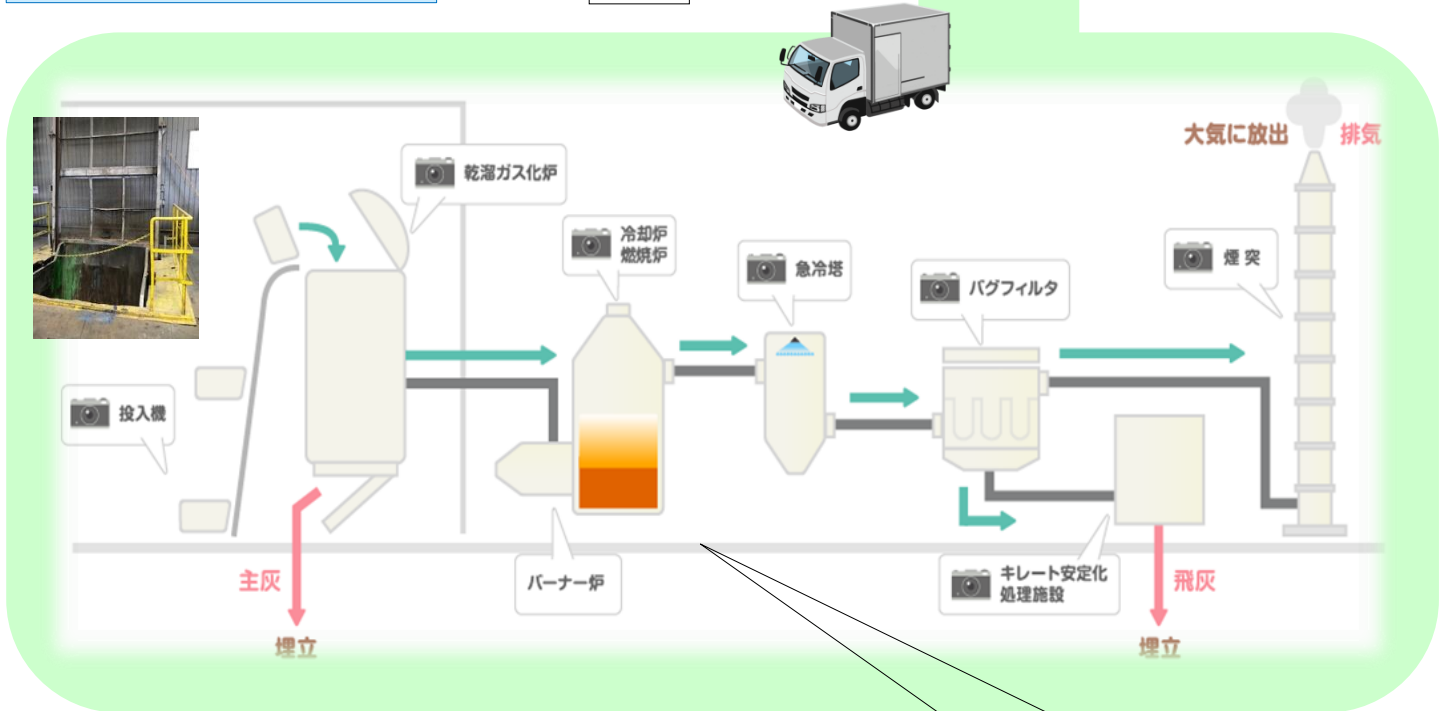 大気に放出
排気
乾溜ガス化炉
冷却炉
燃焼炉
急冷塔
バグフィルタ
煙突
投入機
バーナー炉
キレート安定化
処理施設
主灰
飛灰
埋立
埋立